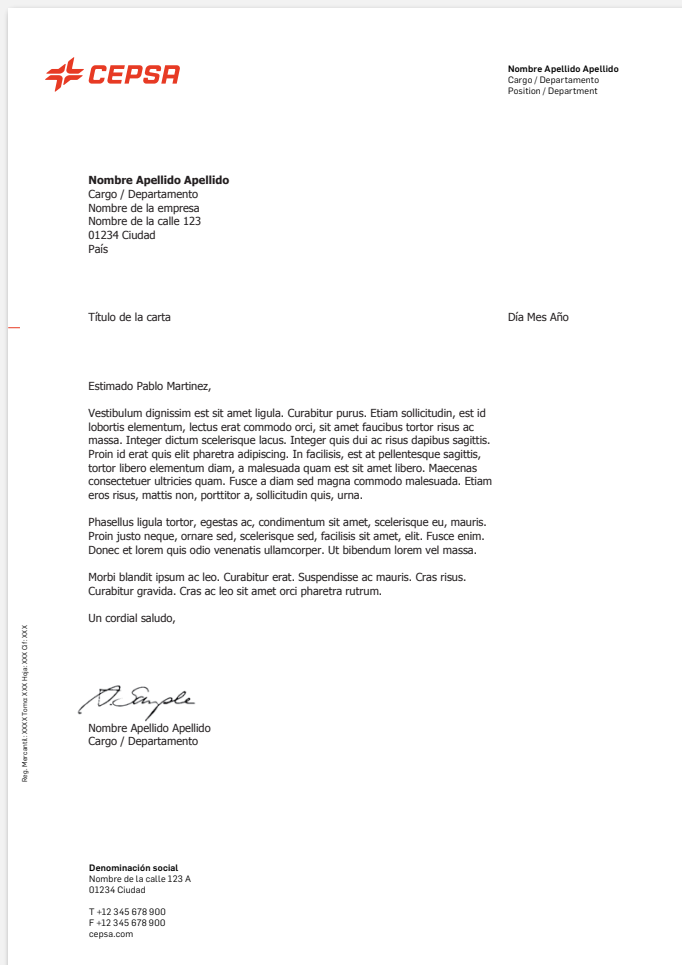 CEPSA
Nombre Apellido Apellido
Cargo / Departamento
Position / Department
Nombre Apellido Apellido
Cargo / Departamento
Nombre de la empresa
Nombre de la calle 123
01234 Ciudad
País
Título de la carta
Día Mes Año
Estimado Pablo Martinez,
Vestibulum dignissim est sit amet ligula. Curabitur purus. Etiam sollicitudin, est id
lobortis elementum, lectus erat commodo orci, sit amet faucibus tortor risus ac
massa. Integer dictum scelerisque lacus. Integer quis dui ac risus dapibus sagittis.
Proin id erat quis elit pharetra adipiscing. In facilisis, est at pellentesque sagittis,
tortor libero elementum diam, a malesuada quam est sit amet libero. Maecenas
consectetuer ultricies quam. Fusce a diam sed magna commodo malesuada. Etiam
eros risus, mattis non, porttitor a, sollicitudin quis, urna.
Phasellus ligula tortor, egestas ac, condimentum sit amet, scelerisque eu, mauris.
Proin justo neque, ornare sed, scelerisque sed, facilisis sit amet, elit. Fusce enim.
Donec et lorem quis odio venenatis ullamcorper. Ut bibendum lorem vel massa.
Morbi blandit ipsum ac leo. Curabitur erat. Suspendisse ac mauris. Cras risus.
Curabitur gravida. Cras ac leo sit amet orci pharetra rutrum.
Un cordial saludo,
Sample
Nombre Apellido Apellido
Cargo / Departamento
Reg. Mercantil: XXXX Tomo: XXX Hoja: XXX CIF: XXX
Denominación social
Nombre de la calle 123 A
01234 Ciudad
T +12 345 678 900
F +12 345 678 900
cepsa.com